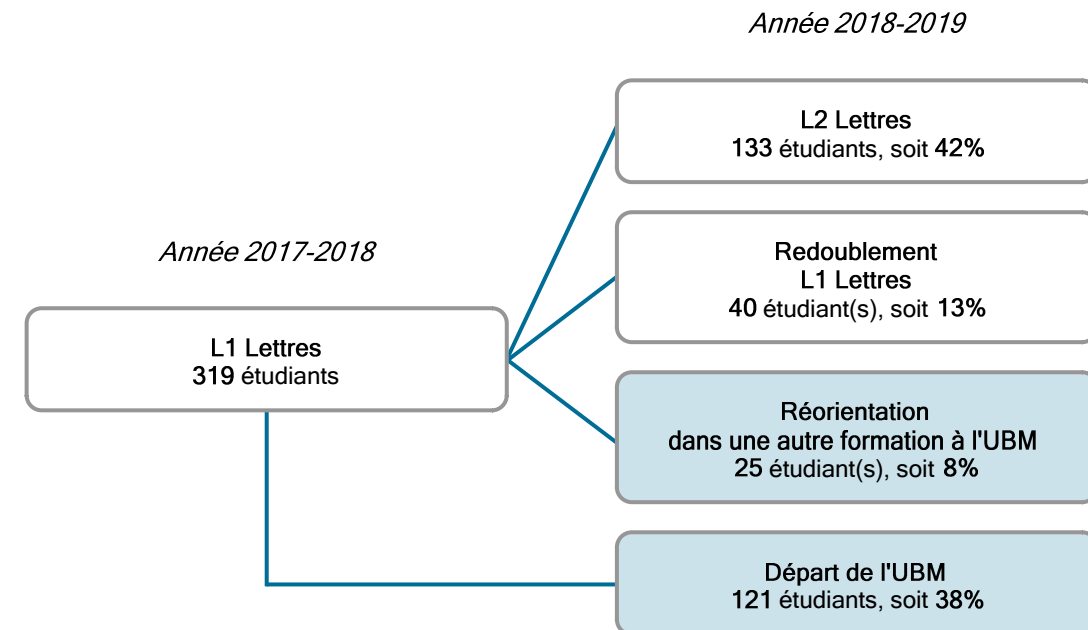 Année 2018-2019
L2 Lettres
133 étudiants, soit 42%
Redoublement
L1 Lettres
40 étudiant(s), soit 13%
Année 2017-2018
L1 Lettres
319 étudiants
Réorientation
dans une autre formation à l'UBM
25 étudiant(s), soit 8%
Départ de l'UBM
121 étudiants, soit 38%